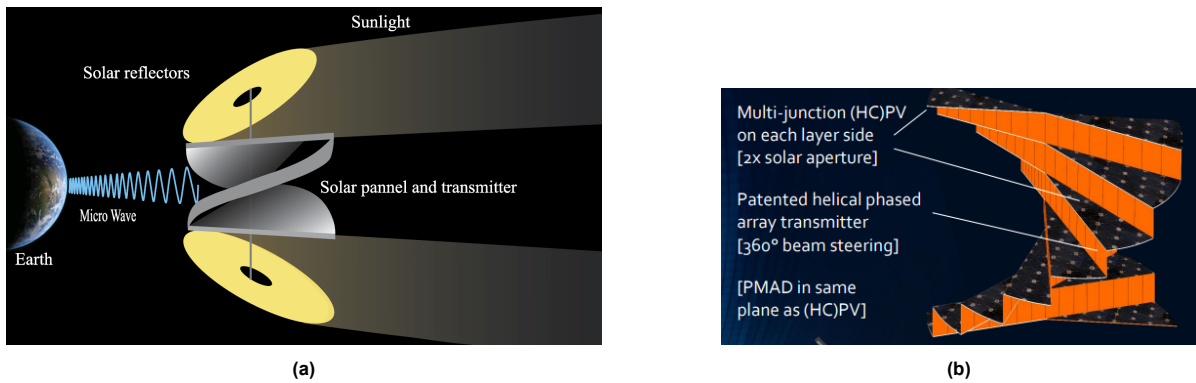 Sunlight
Solar reflectors
Solar pannel and transmitter
Micro Wave
Earth
(a)
Multi-junction (HC)PV
on each layer side
[2x solar aperture]
Patented helical phased
array transmitter
[360° beam steering]
[PMAD in same
plane as (HC)PV]
(b)